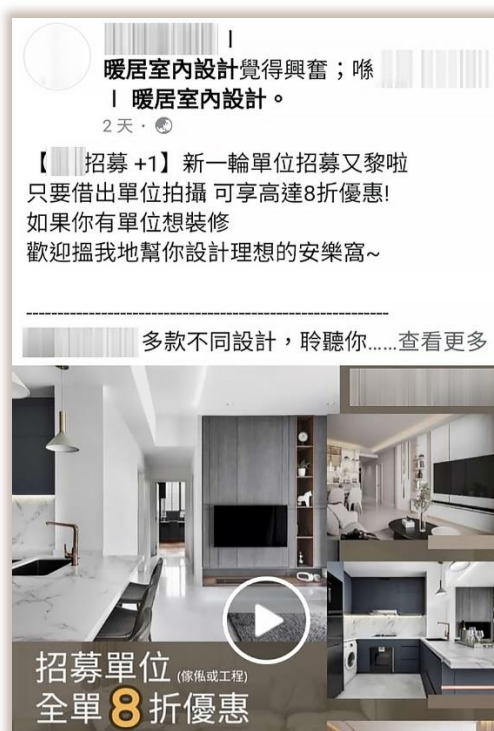 |
暖居室內設計覺得興奮；喺
| 暖居室內設計。
2 天 ·
【 招募 +1】新一輪單位招募又黎啦
只要借出單位拍攝 可享高達8折優惠!
如果你有單位想裝修
歡迎搵我地幫你設計理想的安樂窩~
------------------------------------------------------------
多款不同設計，聆聽你......查看更多
招募單位 (傢俬或工程)
全單8折優惠